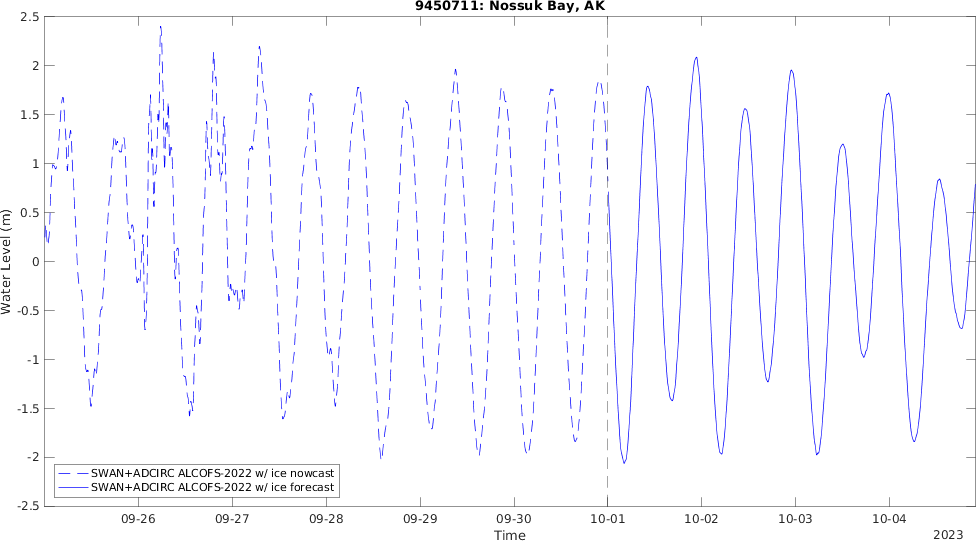 9450711: Nossuk Bay, AK
2.5
2
1.5
1
0.5
0
-0.5
-1
-1.5
-2
-2.5
Water Level (m)
SWAN+ADCIRC ALCOFS-2022 w/ ice nowcast
SWAN+ADCIRC ALCOFS-2022 w/ ice forecast
09-26 09-27 09-28 09-29 09-30 10-01 10-02 10-03 10-04
Time
2023